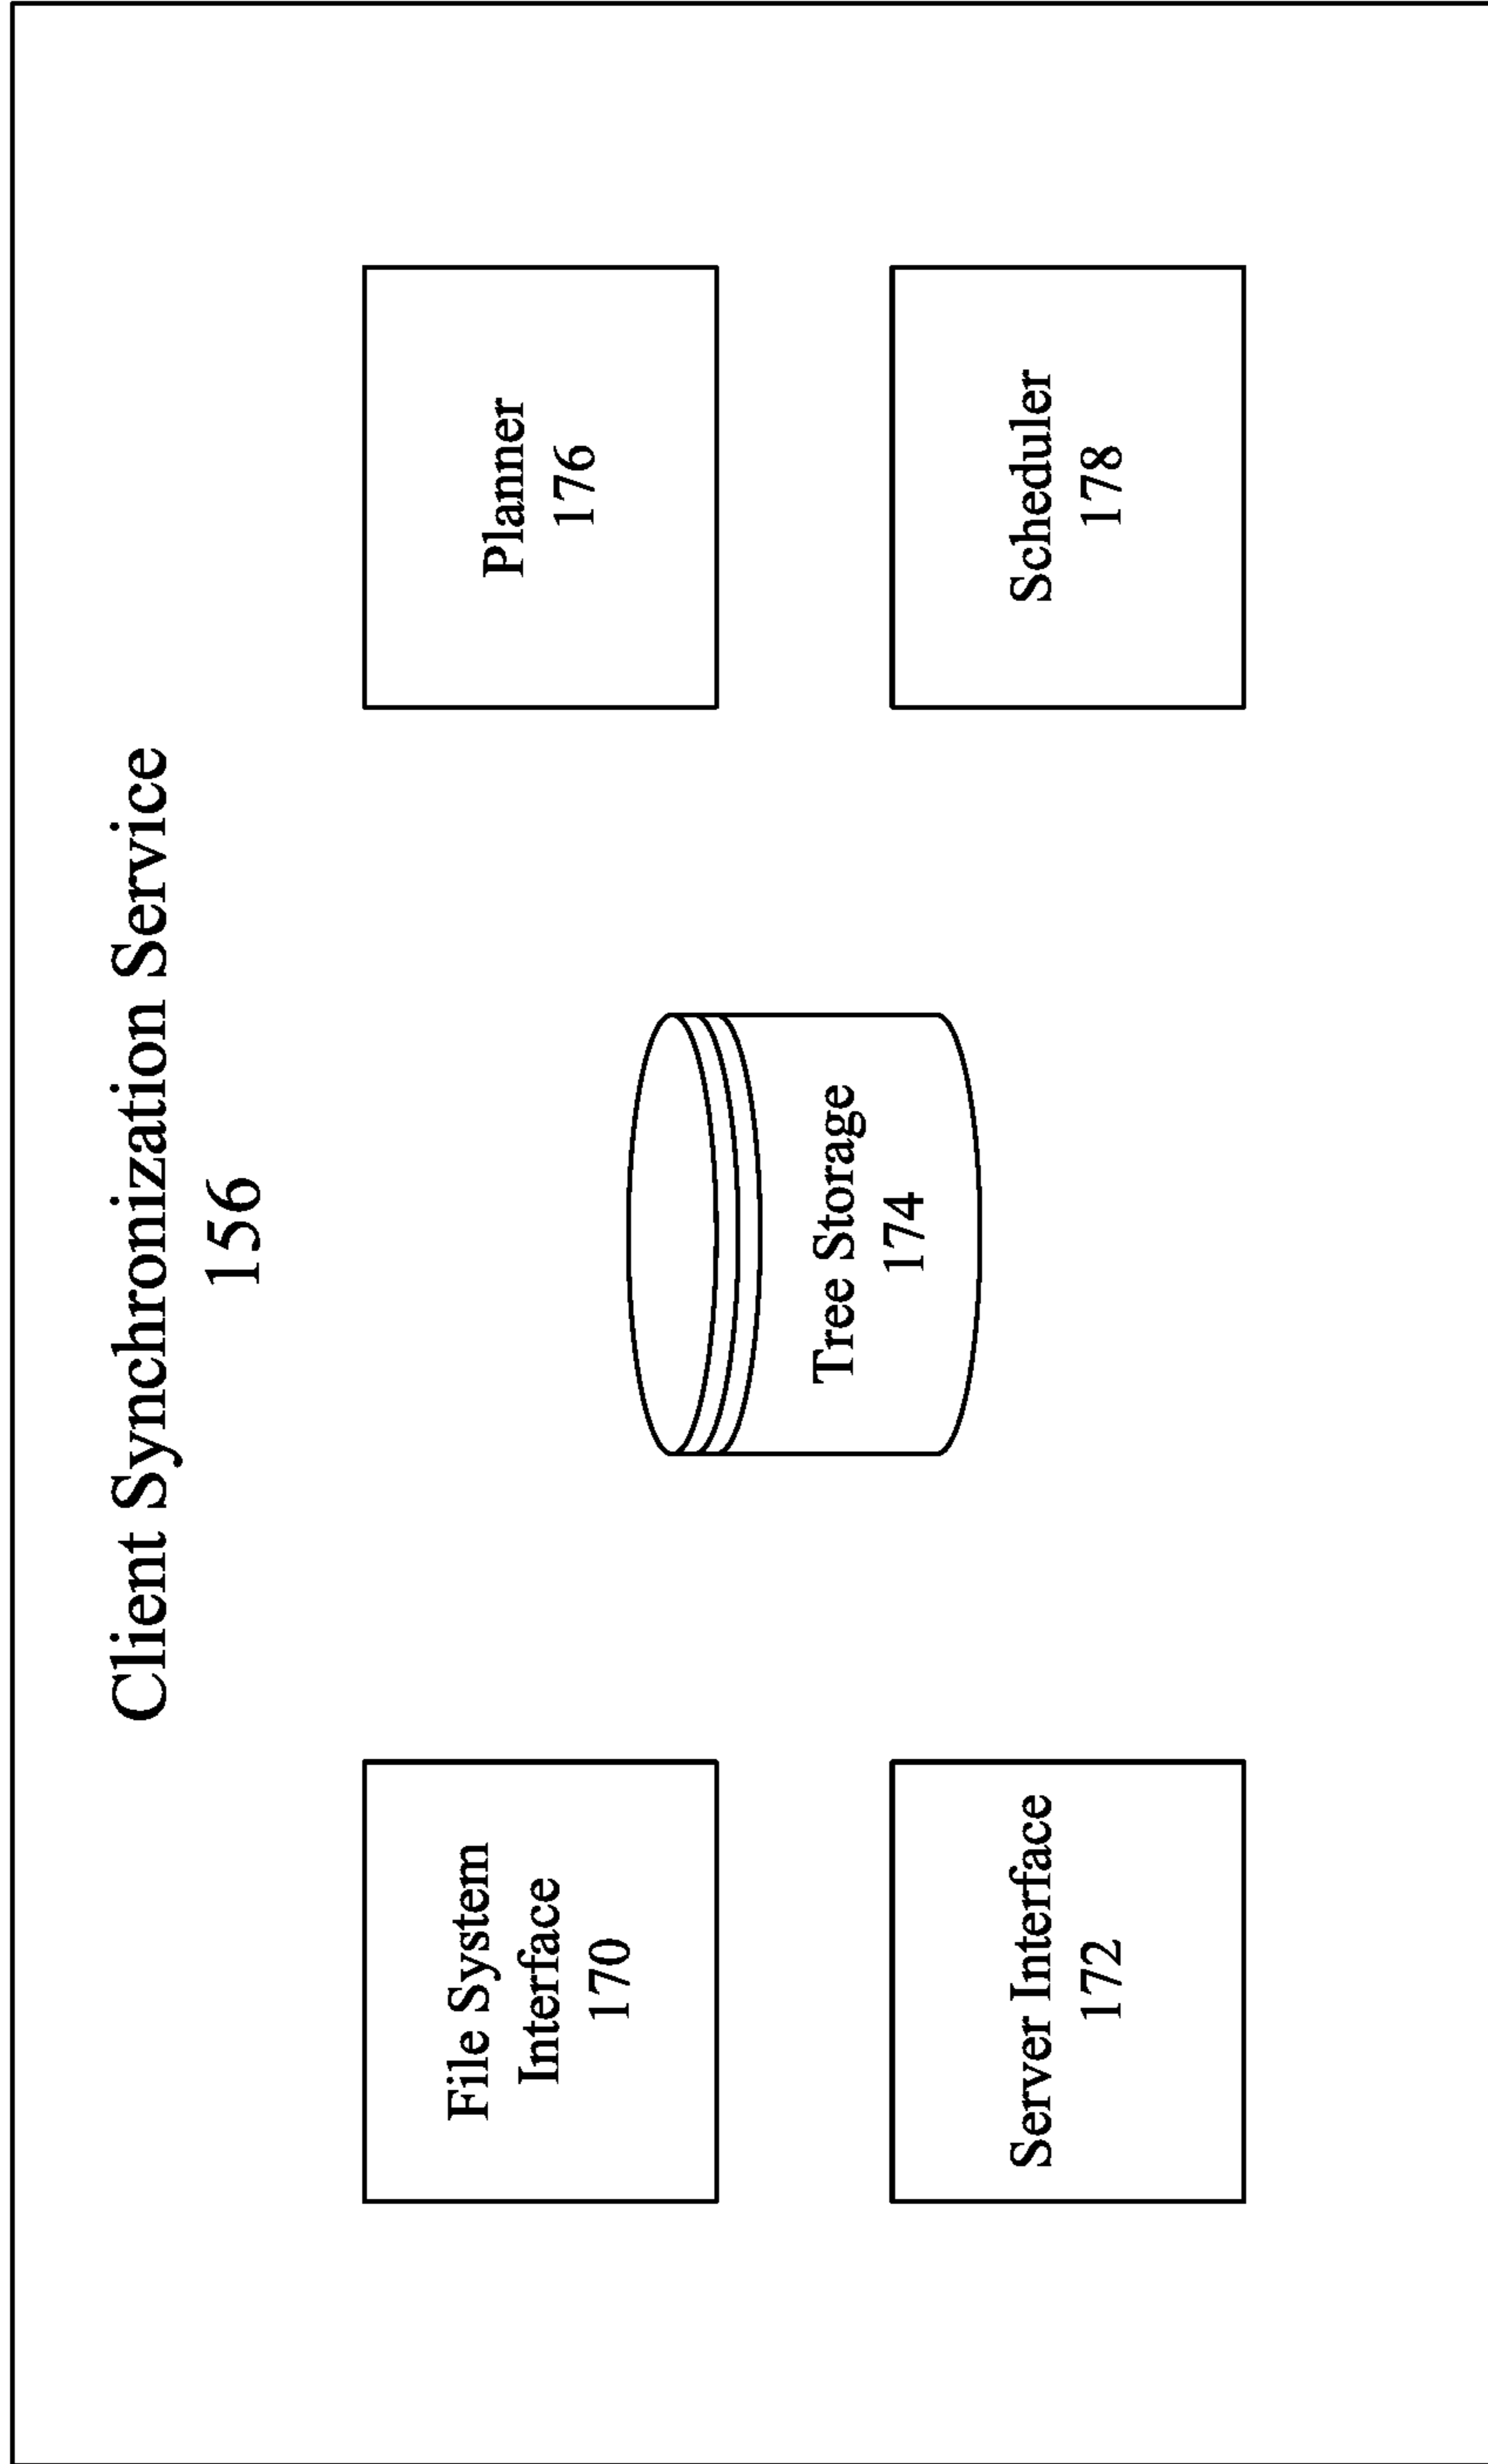 Client Synchronization Service
156
File System
Interface
170
Server Interface
172
Tree Storage
174
Planner
176
Scheduler
178